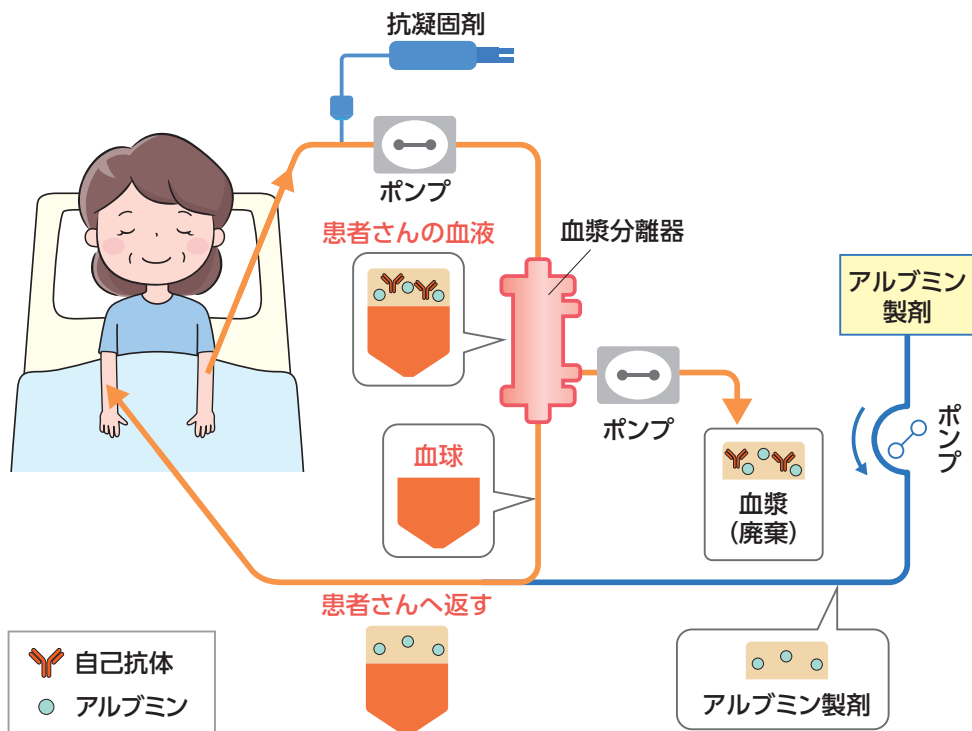 抗凝固剤
ポンプ
患者さんの血液
血漿分離器
アルブミン
製剤
ポンプ
ポンプ
血球
血漿
(廃棄)
患者さんへ返す
自己抗体
アルブミン
アルブミン製剤